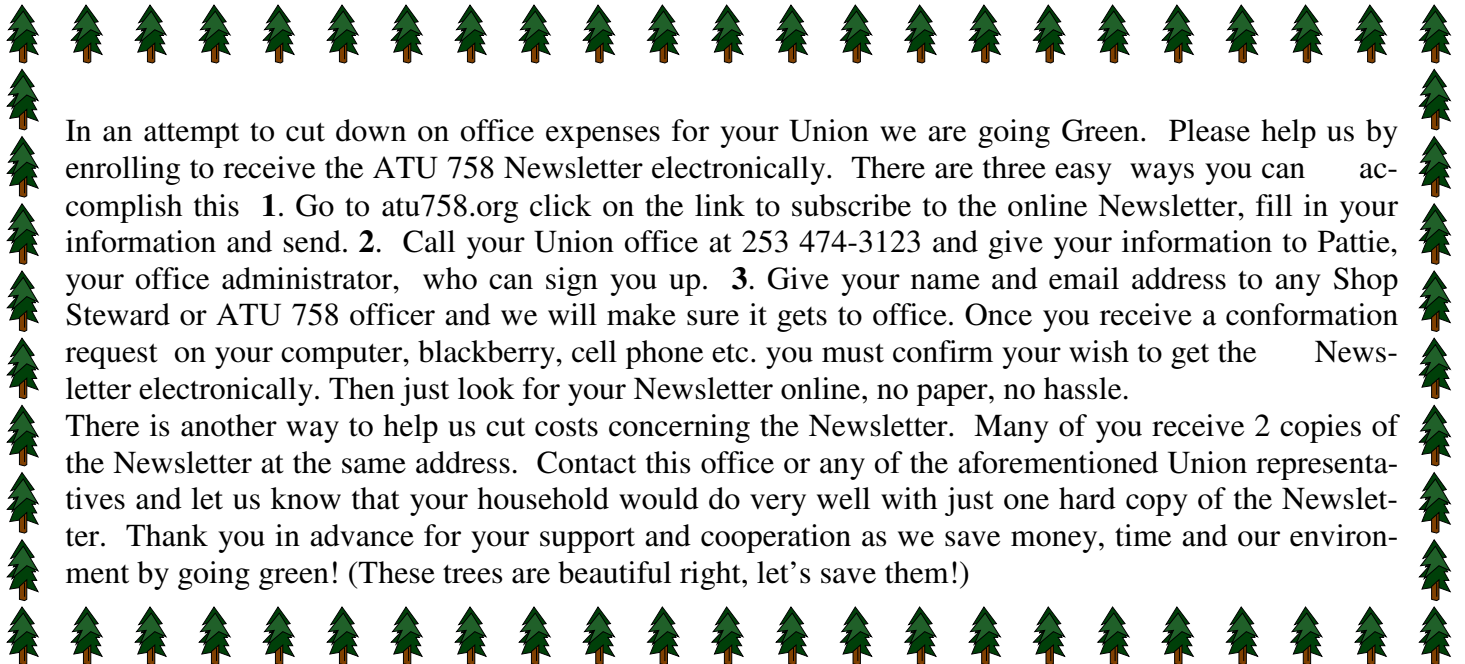 In an attempt to cut down on office expenses for your Union we are going Green.  Please help us by
enrolling to receive the ATU 758 Newsletter electronically.  There are three easy  ways you can      ac-
complish this  1. Go to atu758.org click on the link to subscribe to the online Newsletter, fill in your
information and send. 2.  Call your Union office at 253 474-3123 and give your information to Pattie,
your office administrator,  who can sign you up.  3. Give your name and email address to any Shop
Steward or ATU 758 officer and we will make sure it gets to office. Once you receive a conformation
request  on your computer, blackberry, cell phone etc. you must confirm your wish to get the      News-
letter electronically. Then just look for your Newsletter online, no paper, no hassle.
There is another way to help us cut costs concerning the Newsletter.  Many of you receive 2 copies of
the Newsletter at the same address.  Contact this office or any of the aforementioned Union representa-
tives and let us know that your household would do very well with just one hard copy of the Newslet-
ter.  Thank you in advance for your support and cooperation as we save money, time and our environ-
ment by going green! (These trees are beautiful right, let’s save them!)